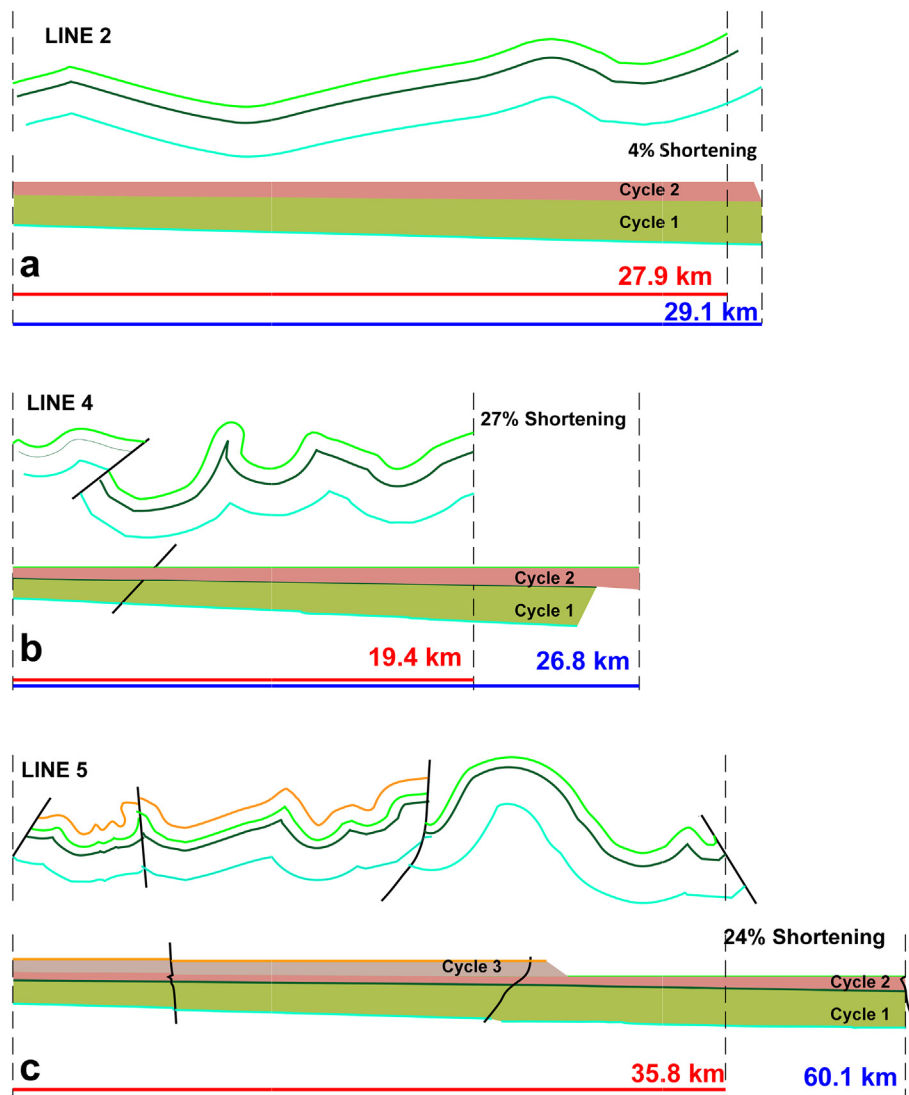 LINE 2
4% Shortening
Cycle 2
Cycle 1
a
27.9 km
29.1 km
LINE 4
27% Shortening
Cycle 2
Cycle 1
b
19.4 km
26.8 km
LINE 5
24% Shortening
Cycle 3
Cycle 2
Cycle 1
c
35.8 km
60.1 km